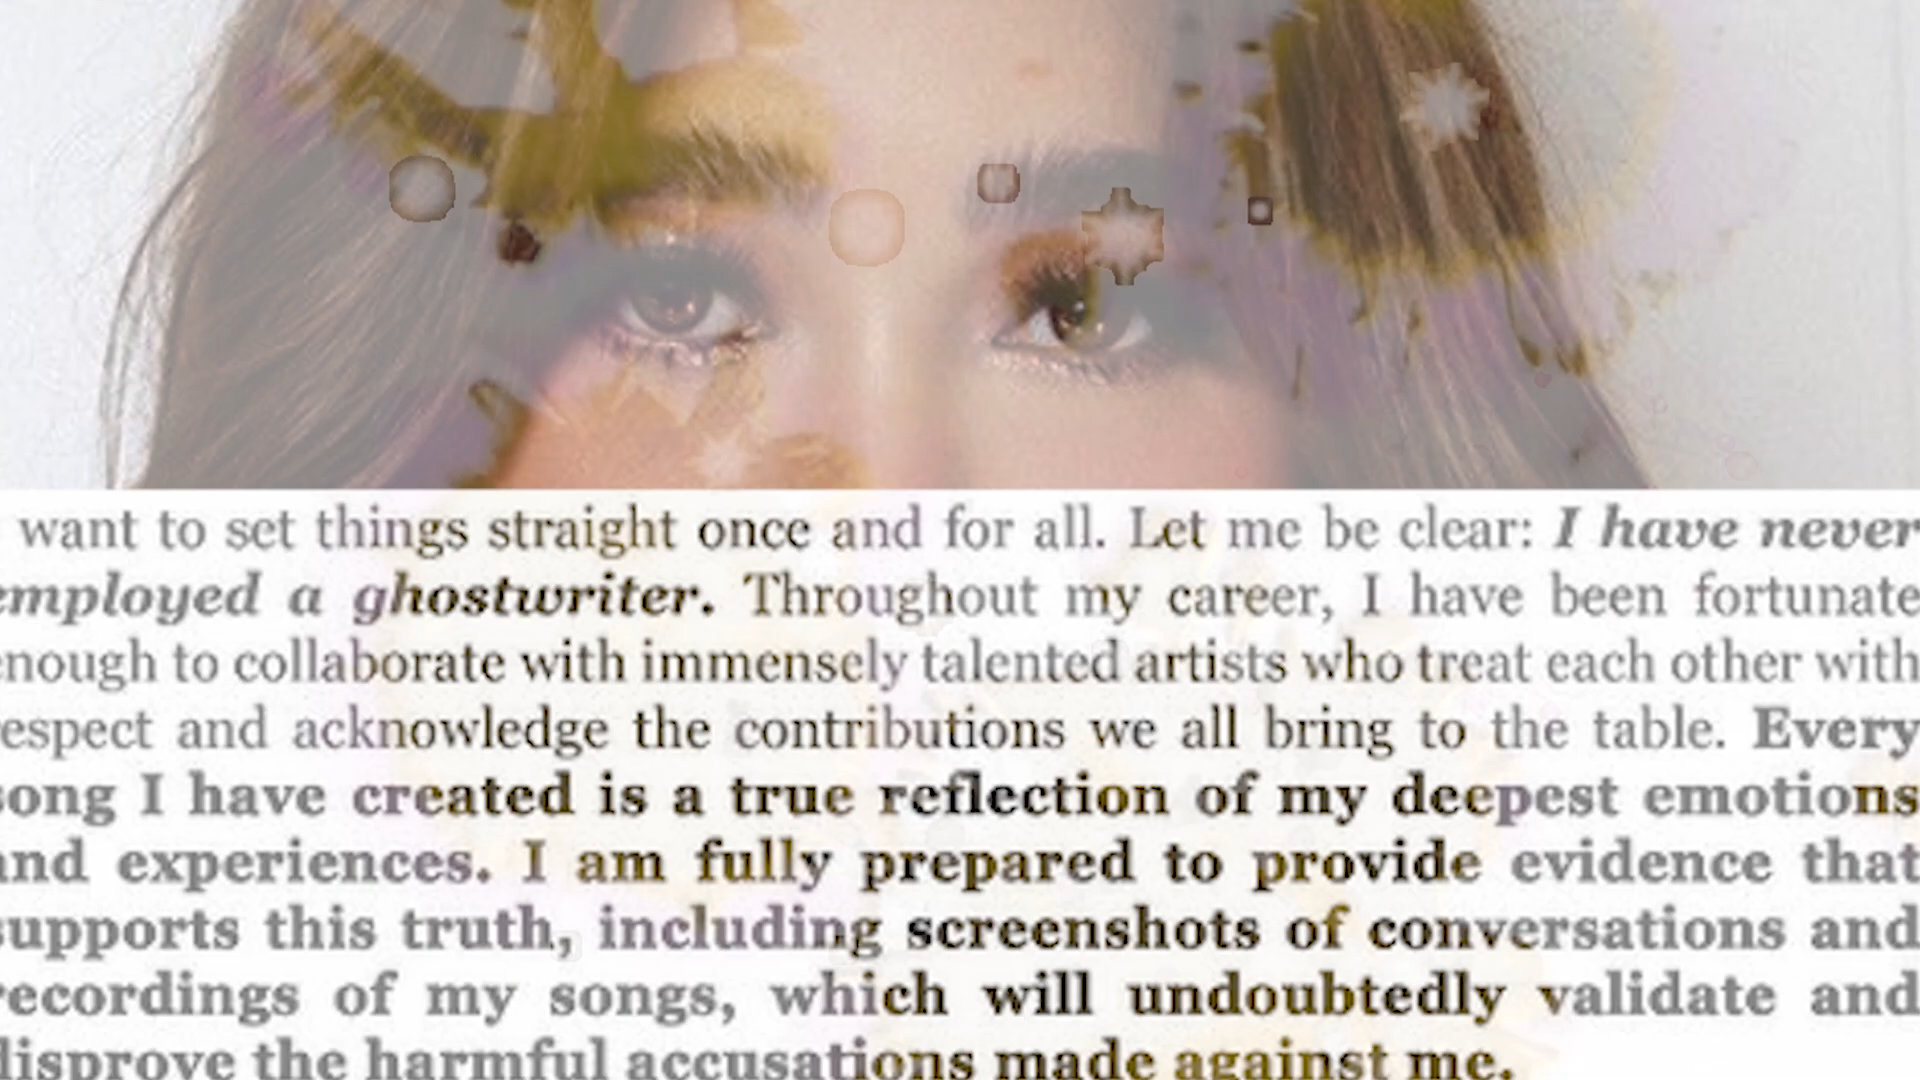 want to set things straight once and for all. Let me be clear: I have never
employed a ghostwriter. Throughout my career, I have been fortunate
enough to collaborate with immensely talented artists who treat each other with
respect and acknowledge the contributions we all bring to the table. Every
song I have created is a true reflection of my deepest emotions
and experiences. I am fully prepared to provide evidence that
supports this truth, including screenshots of conversations and
recordings of my songs, which will undoubtedly validate and
disprove the harmful accusations made against me.